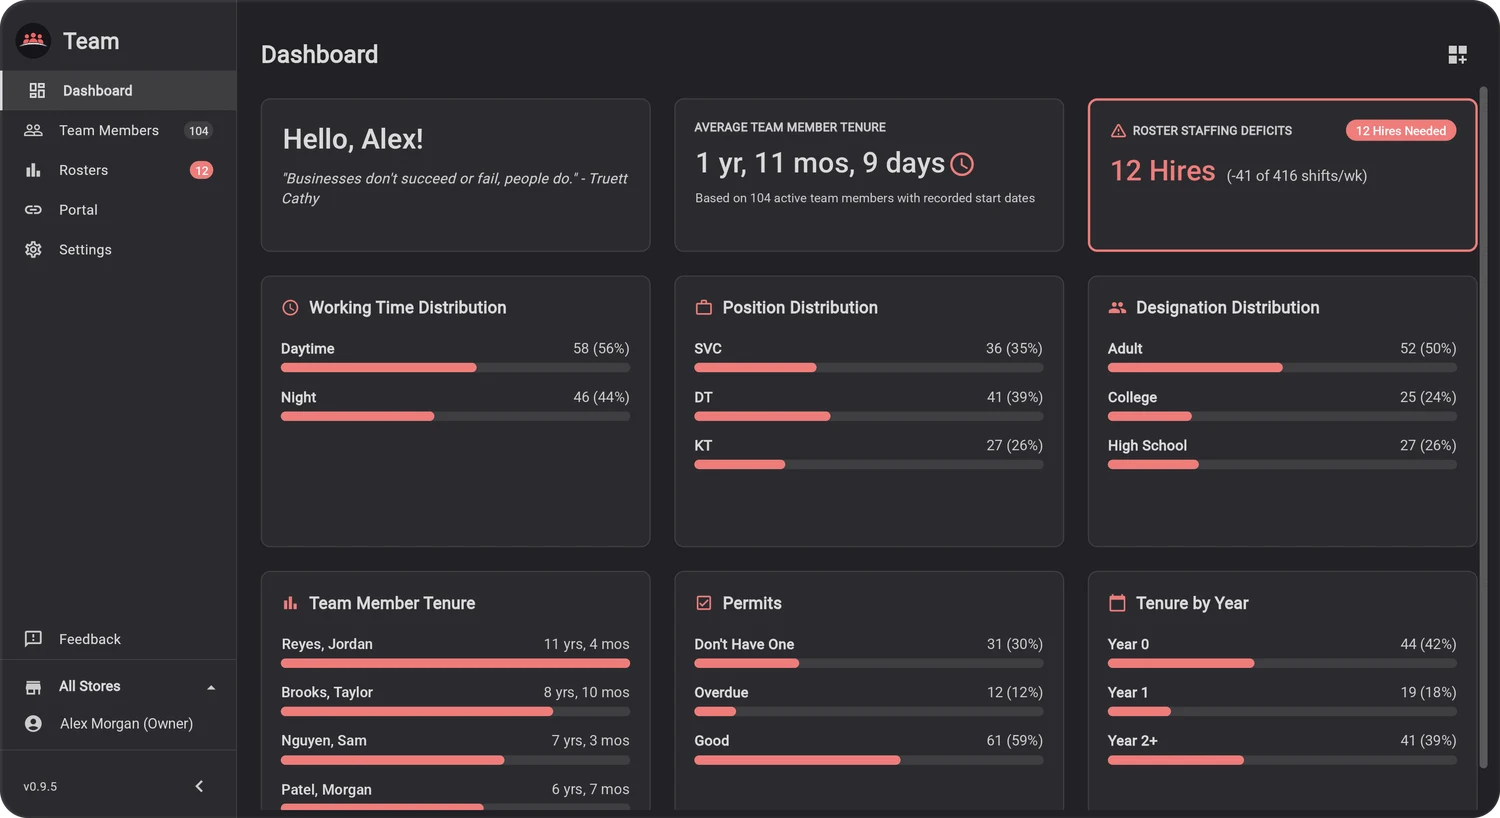 Team
Dashboard
Team Members 104
Rosters 12
Portal
Settings
Feedback
All Stores
Alex Morgan (Owner)
v0.9.5
Dashboard
Hello, Alex!
"Businesses don't succeed or fail, people do." - Truett
Cathy
AVERAGE TEAM MEMBER TENURE
1 yr, 11 mos, 9 days
Based on 104 active team members with recorded start dates
ROSTER STAFFING DEFICITS 12 Hires Needed
12 Hires (-41 of 416 shifts/wk)
Working Time Distribution
Daytime 58 (56%)
Night 46 (44%)
Position Distribution
SVC 36 (35%)
DT 41 (39%)
KT 27 (26%)
Designation Distribution
Adult 52 (50%)
College 25 (24%)
High School 27 (26%)
Team Member Tenure
Reyes, Jordan 11 yrs, 4 mos
Brooks, Taylor 8 yrs, 10 mos
Nguyen, Sam 7 yrs, 3 mos
Patel, Morgan 6 yrs, 7 mos
Permits
Don't Have One 31 (30%)
Overdue 12 (12%)
Good 61 (59%)
Tenure by Year
Year 0 44 (42%)
Year 1 19 (18%)
Year 2+ 41 (39%)